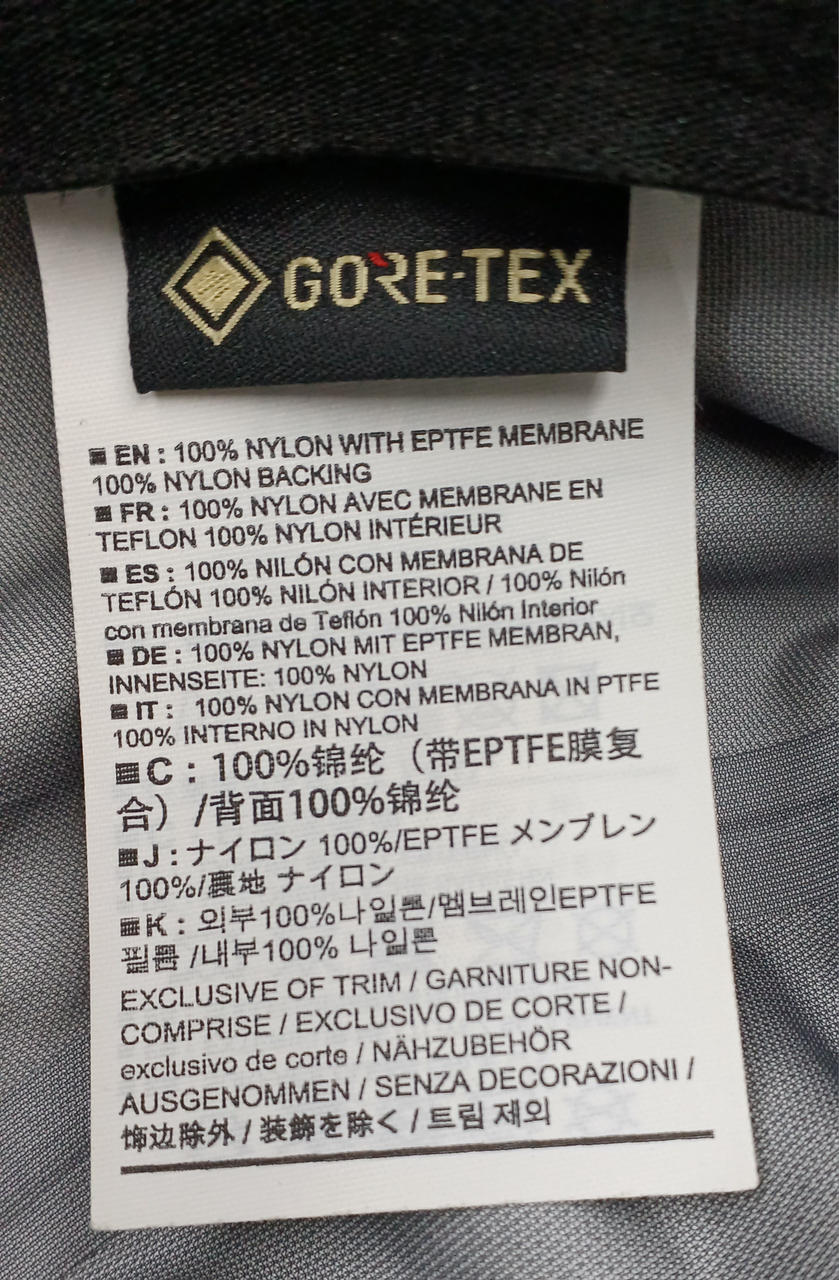 GORE-TEX
■ EN : 100% NYLON WITH EPTFE MEMBRANE
100% NYLON BACKING
■ FR : 100% NYLON AVEC MEMBRANE EN
TEFLON 100% NYLON INTÉRIEUR
■ ES : 100% NILÓN CON MEMBRANA DE
TEFLÓN 100% NILÓN INTERIOR / 100% Nilón
con membrana de Teflón 100% Nilón Interior
■ DE : 100% NYLON MIT EPTFE MEMBRAN,
INNENSEITE: 100% NYLON
■ IT : 100% NYLON CON MEMBRANA IN PTFE
100% INTERNO IN NYLON
■ C : 100%锦纶（带EPTFE膜复
合）/背面100%锦纶
■ J : ナイロン 100%/EPTFE メンブレン
100%/裏地 ナイロン
■ K : 외부100%나일론/멤브레인EPTFE
필름 /내부100% 나일론
EXCLUSIVE OF TRIM / GARNITURE NON-
COMPRISE / EXCLUSIVO DE CORTE /
exclusivo de corte / NÄHZUBEHÖR
AUSGENOMMEN / SENZA DECORAZIONI /
饰边除外 / 装飾を除く / 트림 제외